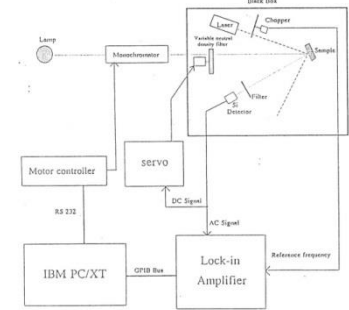 Black Box
Laser
Chopper
Lamp
Variable neutral
density filter
Sample
Monochromator
Filter
Si
Detector
servo
Motor controller
DC Signal
RS 232
AC Signal
Reference frequency
IBM PC/XT
GPIB Bus
Lock-in
Amplifier